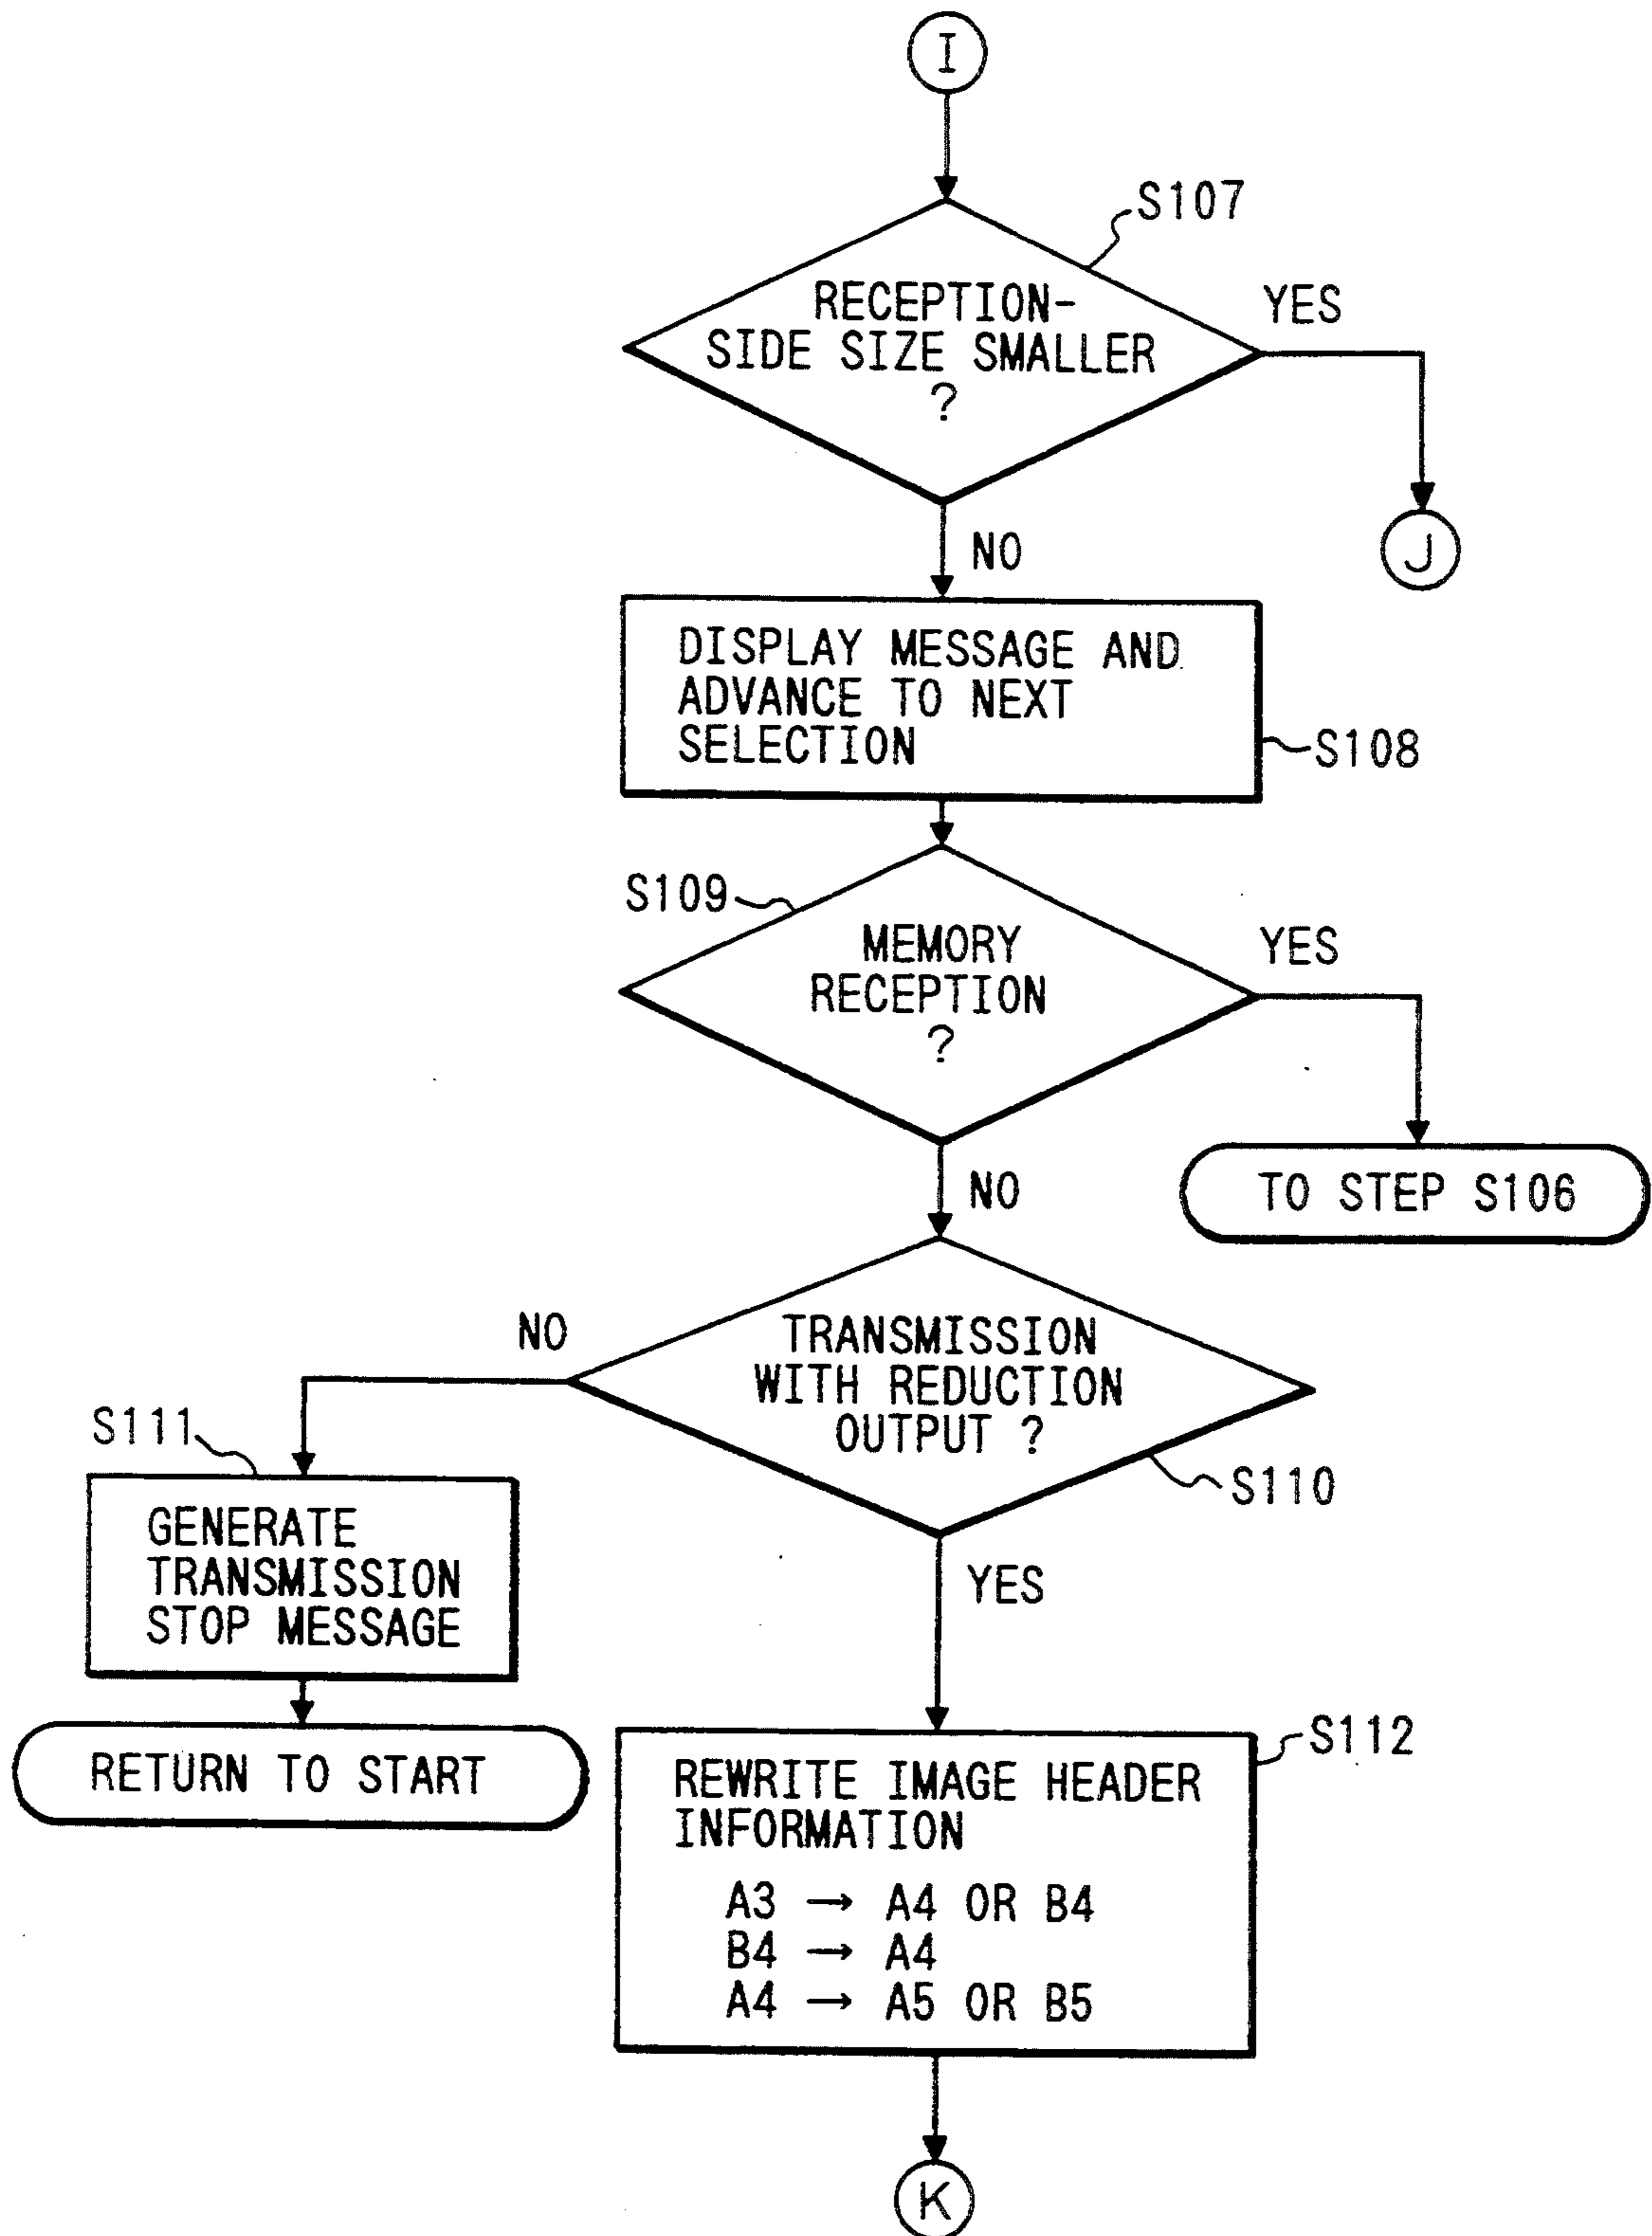 I
S107
RECEPTION-
SIDE SIZE SMALLER
?
YES
J
NO
DISPLAY MESSAGE AND
ADVANCE TO NEXT
SELECTION
S108
S109
MEMORY
RECEPTION
?
YES
TO STEP S106
NO
TRANSMISSION
WITH REDUCTION
OUTPUT ?
NO
S110
S111
GENERATE
TRANSMISSION
STOP MESSAGE
RETURN TO START
YES
S112
REWRITE IMAGE HEADER
INFORMATION
A3 → A4 OR B4
B4 → A4
A4 → A5 OR B5
K